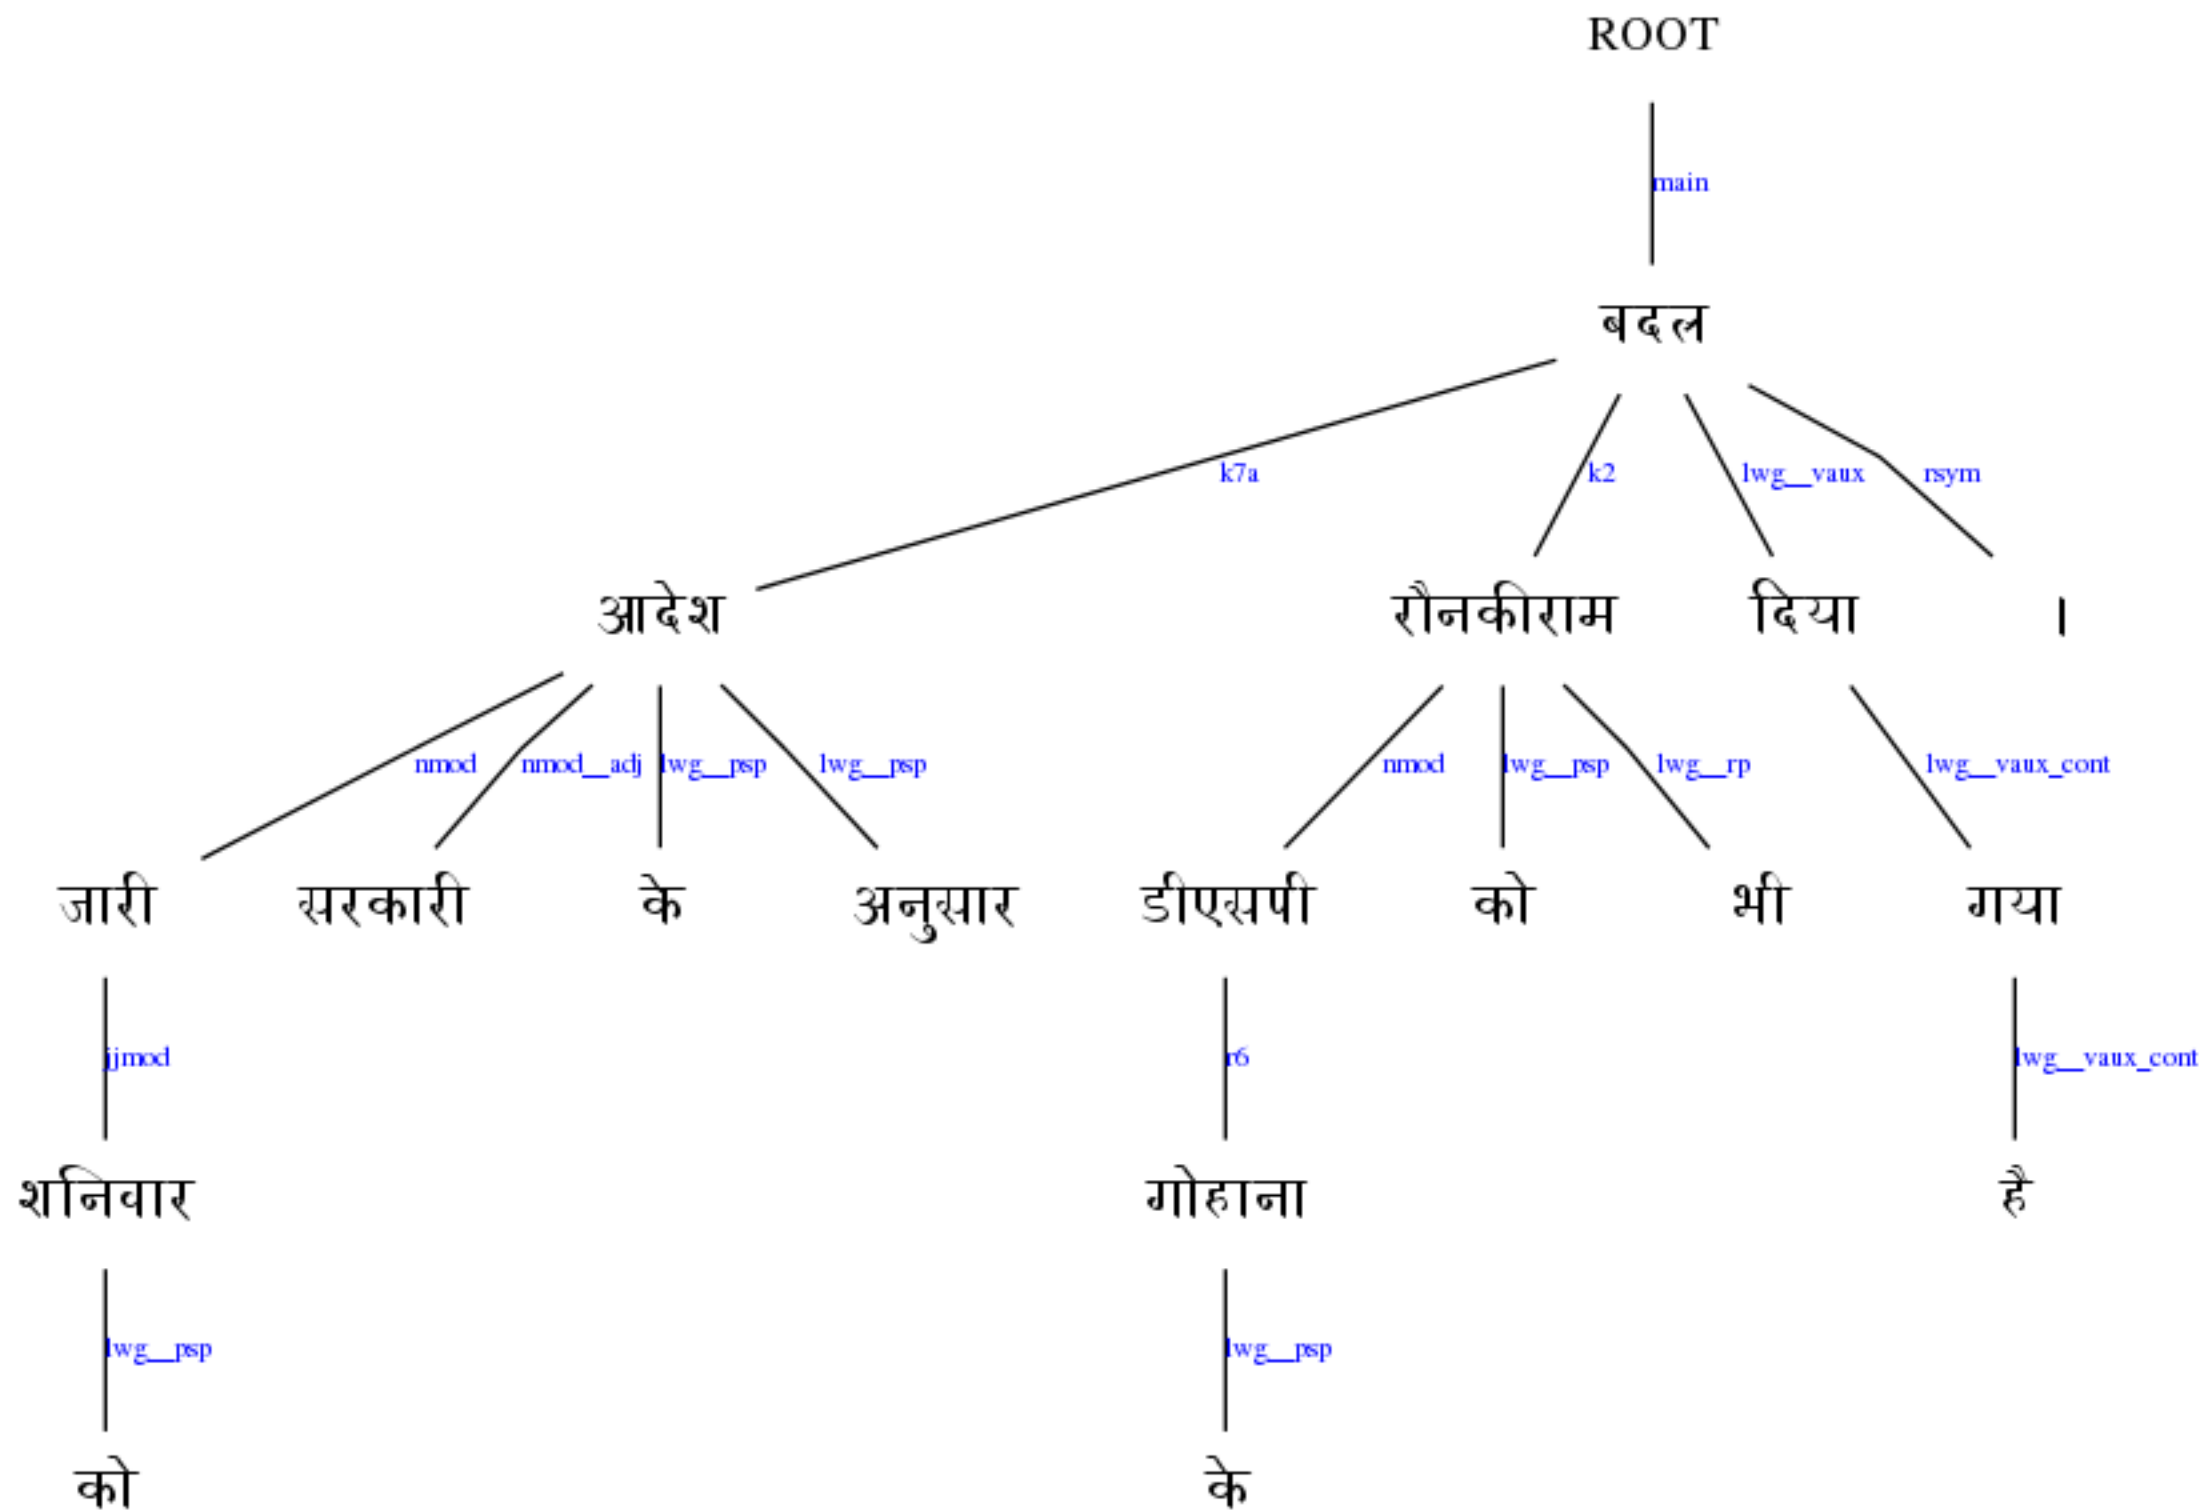 ROOT
main
बदल
k7a k2 lwg__vaux rsym
आदेश रौनकीराम दिया ।
nmod nmod__adj lwg__psp lwg__psp nmod lwg__psp lwg__rp lwg__vaux_cont
जारी सरकारी के अनुसार डीएसपी को भी गया
jjmod r6 lwg__vaux_cont
शनिवार गोहाना है
lwg__psp lwg__psp
को के